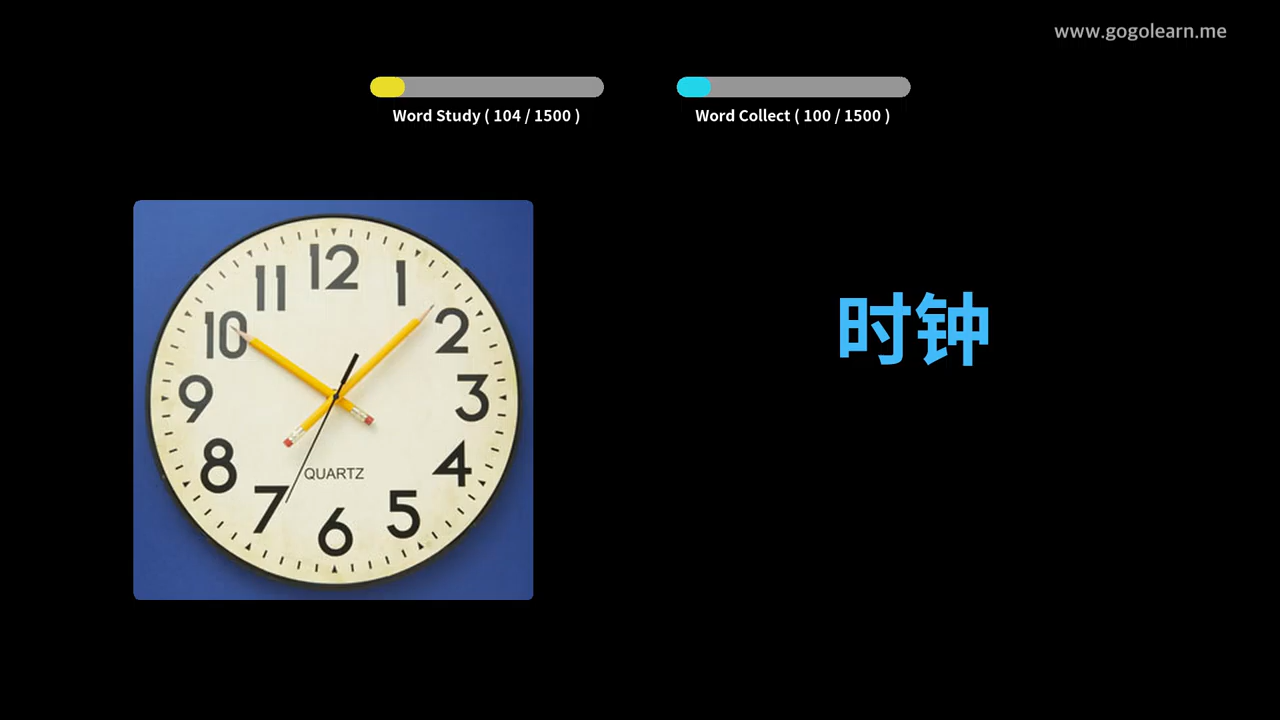 www.gogolearn.me
Word Study ( 104 / 1500 )
Word Collect ( 100 / 1500 )
12
11
1
10
2
9
3
8
4
7
5
6
QUARTZ
时钟